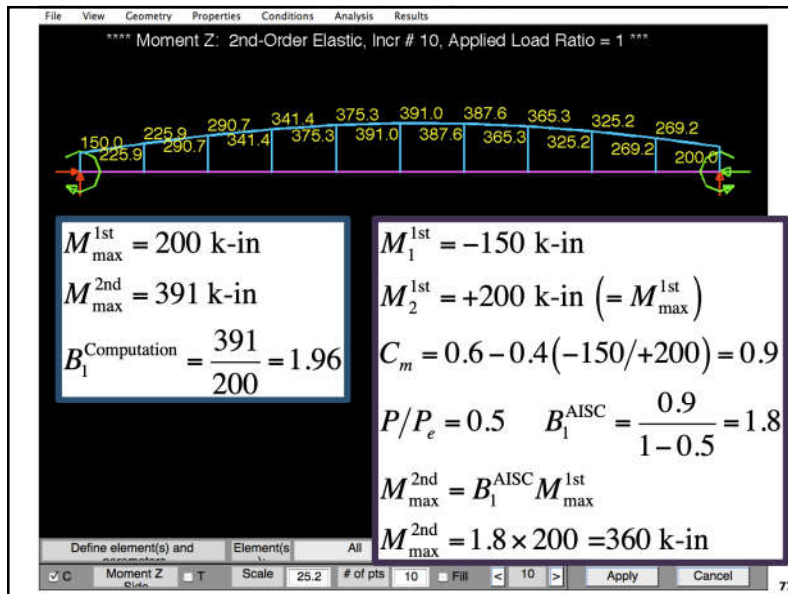 File View Geometry Properties Conditions Analysis Results
**** Moment Z: 2nd-Order Elastic, Incr # 10, Applied Load Ratio = 1 ***
150.0 225.9 290.7 341.4 375.3 391.0 387.6 365.3 325.2 269.2
225.9 290.7 341.4 375.3 391.0 387.6 365.3 325.2 269.2 200.0
M_max^1st = 200 k-in
M_max^2nd = 391 k-in
B_1^Computation = 391/200 = 1.96
M_1^1st = −150 k-in
M_2^1st = +200 k-in (= M_max^1st)
C_m = 0.6 − 0.4(−150/+200) = 0.9
P/P_e = 0.5 B_1^AISC = 0.9/(1 − 0.5) = 1.8
M_max^2nd = B_1^AISC M_max^1st
M_max^2nd = 1.8 × 200 = 360 k-in
Define element(s) and Element(s All
C Moment Z T Scale 25.2 # of pts 10 Fill < 10 > Apply Cancel